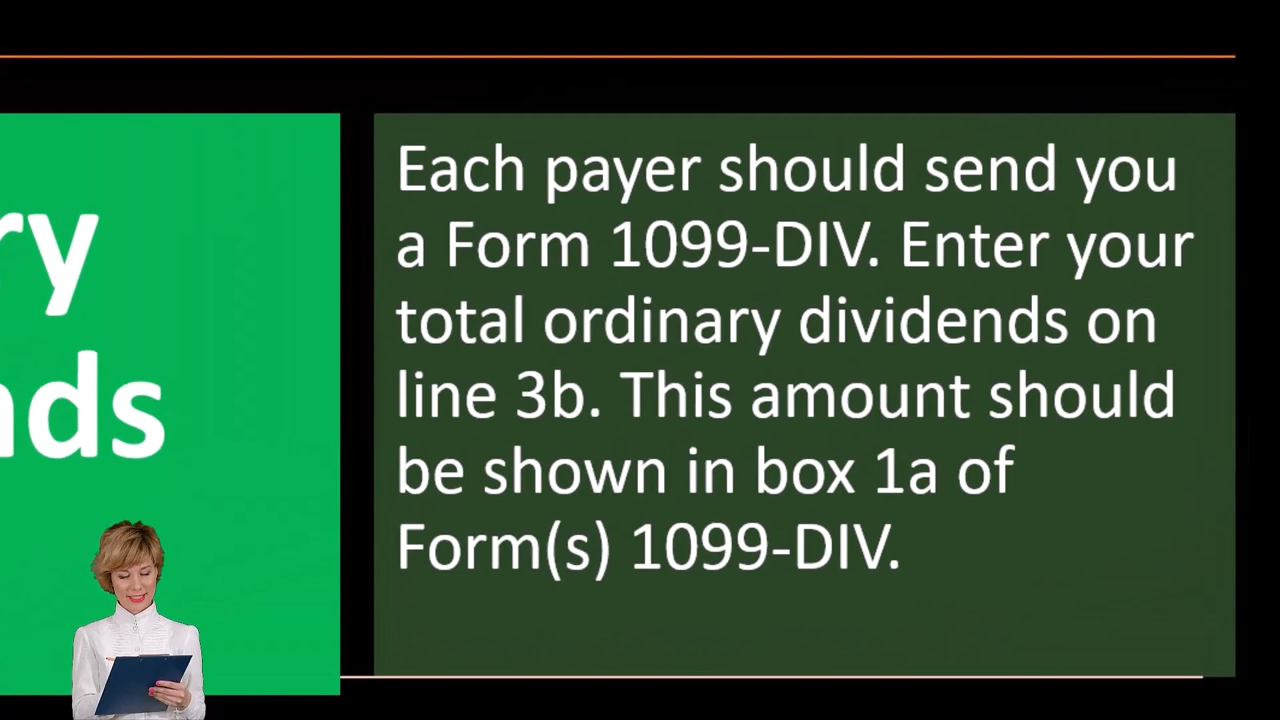 ry
nds
Each payer should send you
a Form 1099-DIV. Enter your
total ordinary dividends on
line 3b. This amount should
be shown in box 1a of
Form(s) 1099-DIV.